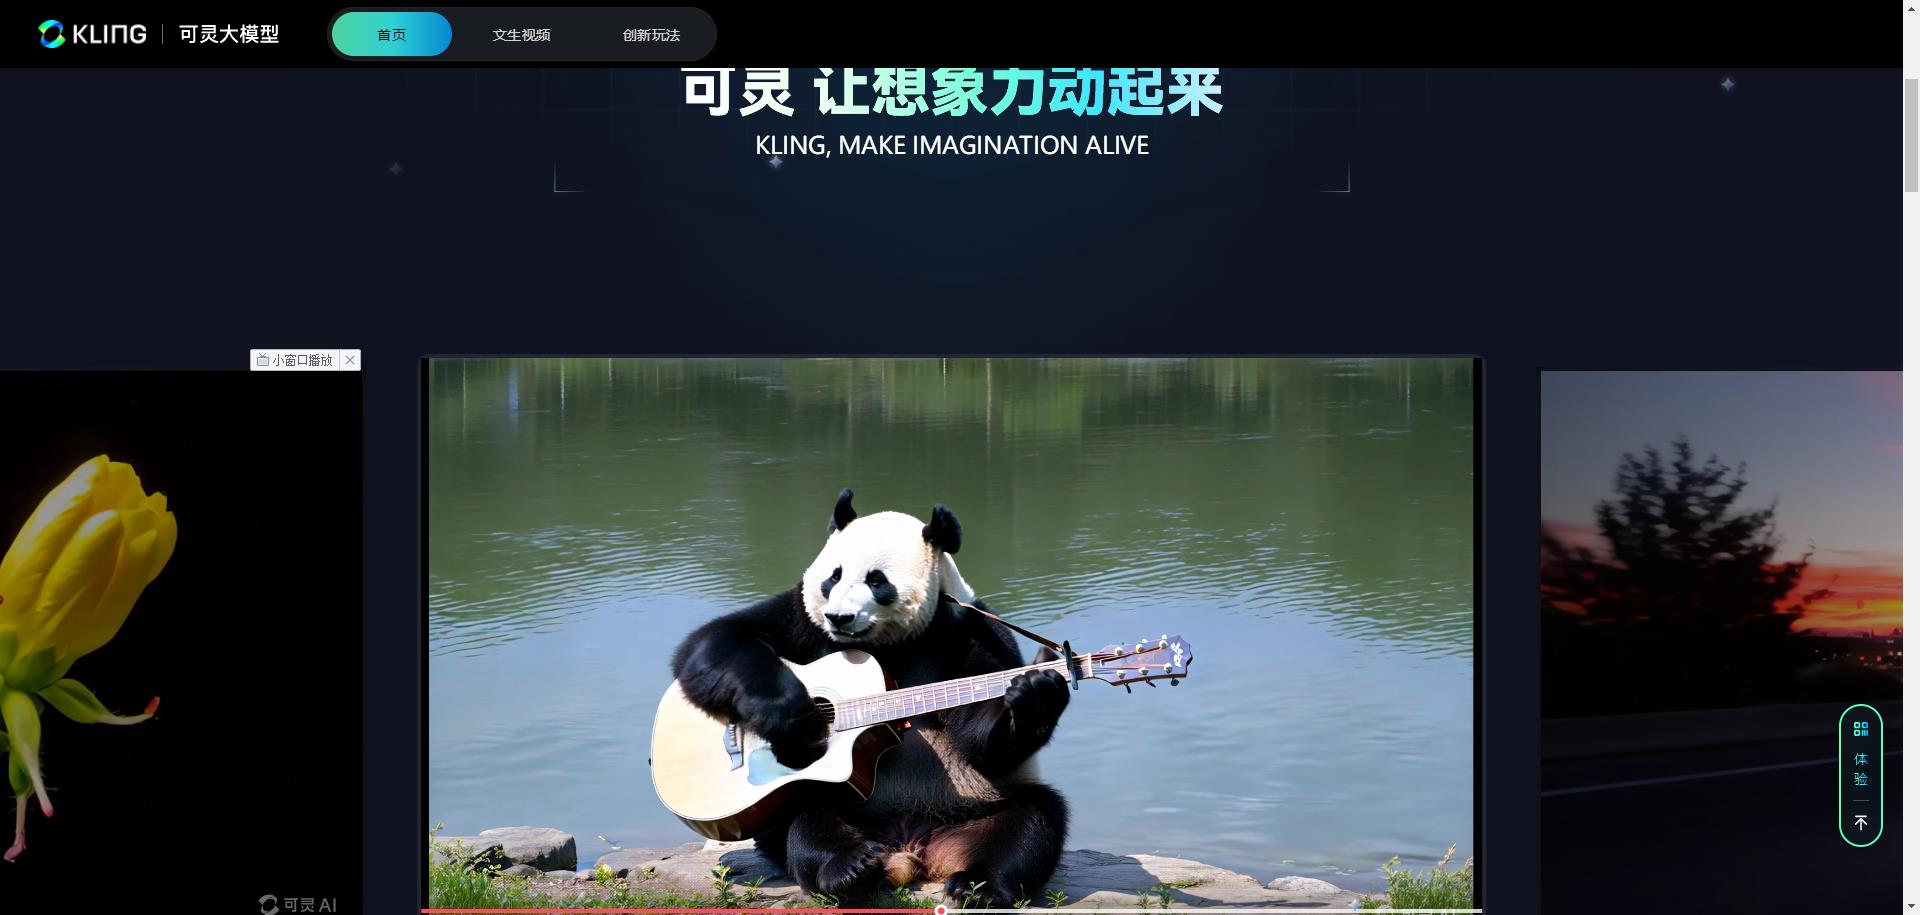 KLING 可灵大模型
首页
文生视频
创新玩法
可灵 让想象力动起来
KLING, MAKE IMAGINATION ALIVE
小窗口播放
体
验
可灵 AI